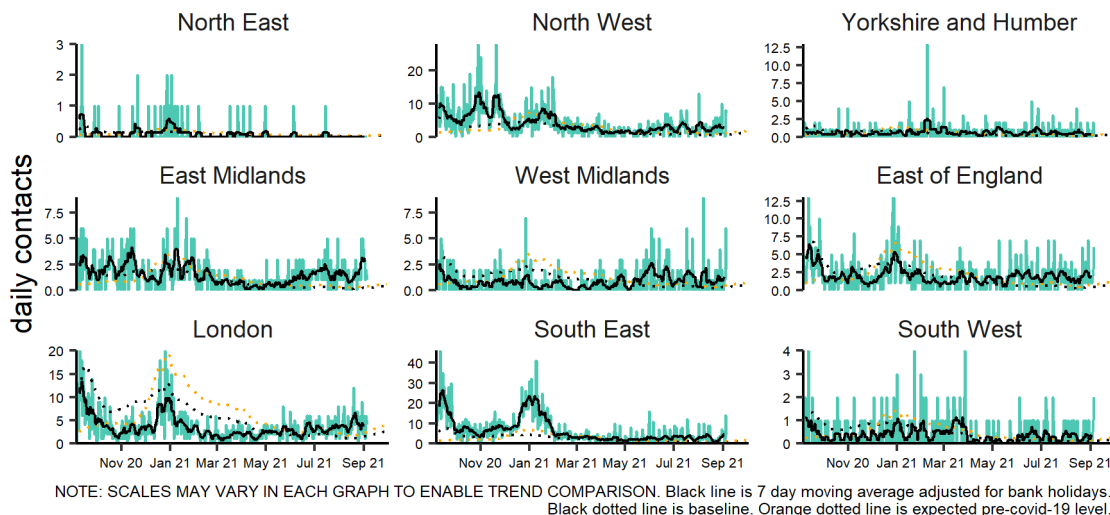 North East
North West
Yorkshire and Humber
3
2
1
0
20
10
0
12.5
10.0
7.5
5.0
2.5
0.0
daily contacts
East Midlands
West Midlands
East of England
7.5
5.0
2.5
0.0
7.5
5.0
2.5
0.0
12.5
10.0
7.5
5.0
2.5
0.0
London
South East
South West
20
15
10
5
0
40
30
20
10
0
4
3
2
1
0
Nov 20 Jan 21 Mar 21 May 21 Jul 21 Sep 21
Nov 20 Jan 21 Mar 21 May 21 Jul 21 Sep 21
Nov 20 Jan 21 Mar 21 May 21 Jul 21 Sep 21
NOTE: SCALES MAY VARY IN EACH GRAPH TO ENABLE TREND COMPARISON. Black line is 7 day moving average adjusted for bank holidays.
Black dotted line is baseline. Orange dotted line is expected pre-covid-19 level.